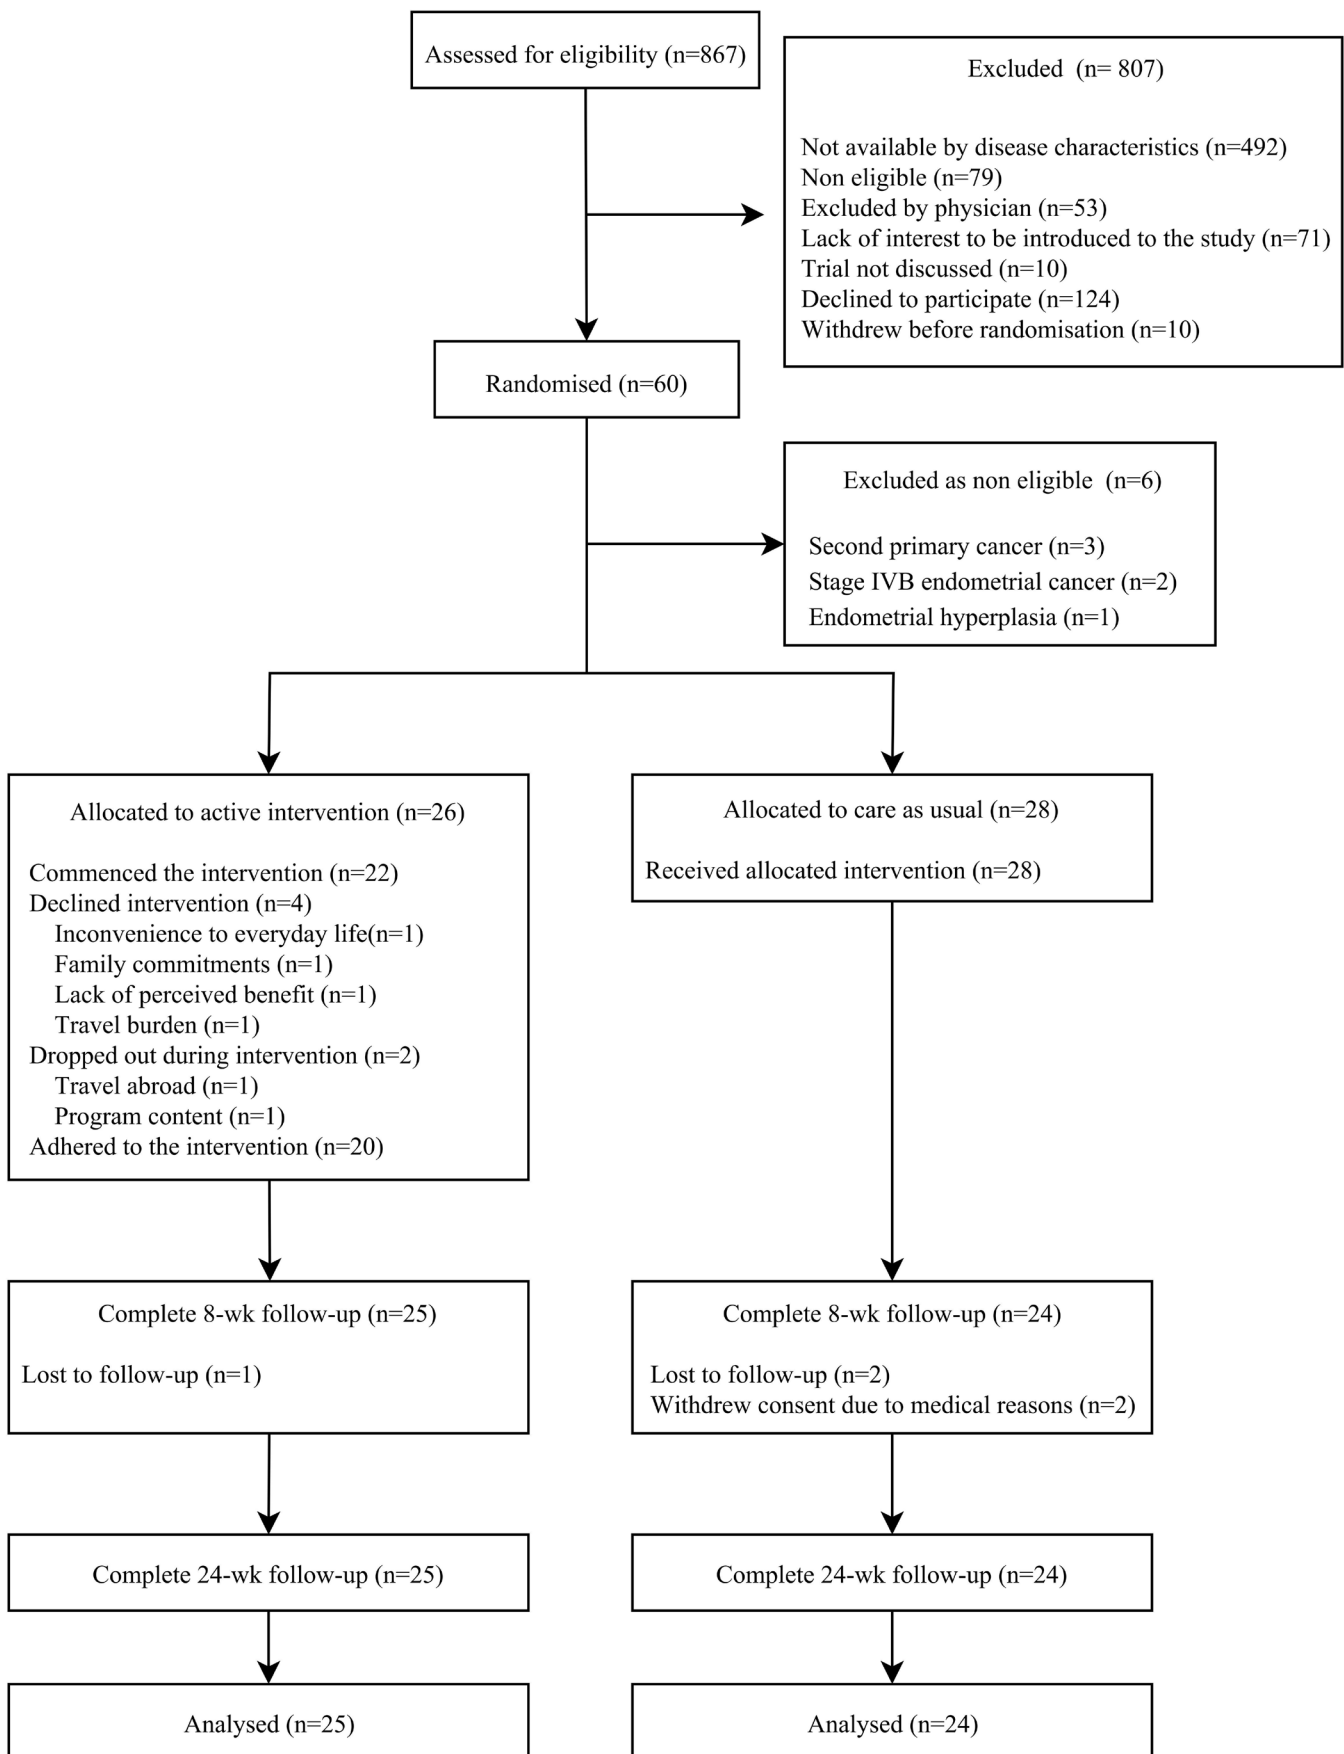 Assessed for eligibility (n=867)
Excluded (n= 807)
Not available by disease characteristics (n=492)
Non eligible (n=79)
Excluded by physician (n=53)
Lack of interest to be introduced to the study (n=71)
Trial not discussed (n=10)
Declined to participate (n=124)
Withdrew before randomisation (n=10)
Randomised (n=60)
Excluded as non eligible (n=6)
Second primary cancer (n=3)
Stage IVB endometrial cancer (n=2)
Endometrial hyperplasia (n=1)
Allocated to active intervention (n=26)
Commenced the intervention (n=22)
Declined intervention (n=4)
Inconvenience to everyday life(n=1)
Family commitments (n=1)
Lack of perceived benefit (n=1)
Travel burden (n=1)
Dropped out during intervention (n=2)
Travel abroad (n=1)
Program content (n=1)
Adhered to the intervention (n=20)
Allocated to care as usual (n=28)
Received allocated intervention (n=28)
Complete 8-wk follow-up (n=25)
Lost to follow-up (n=1)
Complete 8-wk follow-up (n=24)
Lost to follow-up (n=2)
Withdrew consent due to medical reasons (n=2)
Complete 24-wk follow-up (n=25)
Complete 24-wk follow-up (n=24)
Analysed (n=25)
Analysed (n=24)